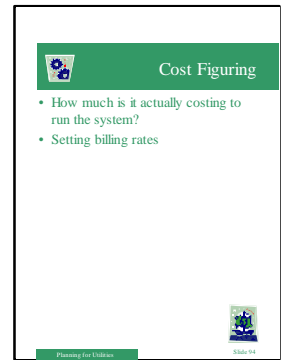 Cost Figuring
• How much is it actually costing to
run the system?
• Setting billing rates
Planning for Utilities
Slide 94